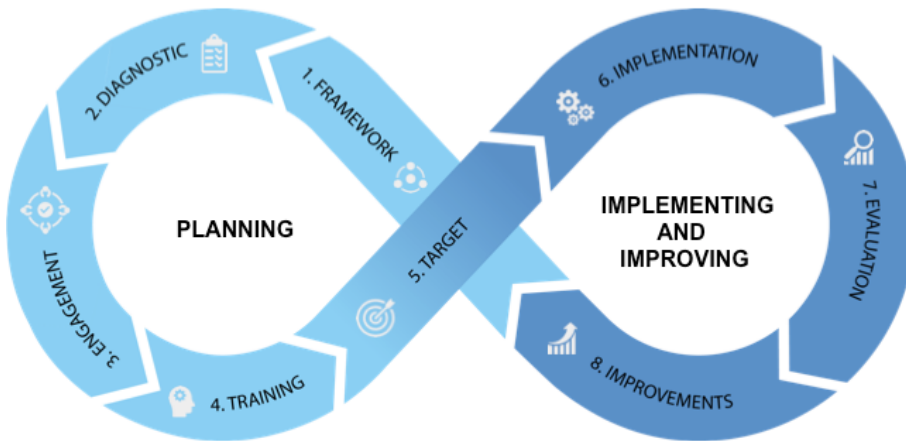 1. FRAMEWORK
2. DIAGNOSTIC
3. ENGAGEMENT
4. TRAINING
5. TARGET
6. IMPLEMENTATION
7. EVALUATION
8. IMPROVEMENTS
PLANNING
IMPLEMENTING
AND
IMPROVING